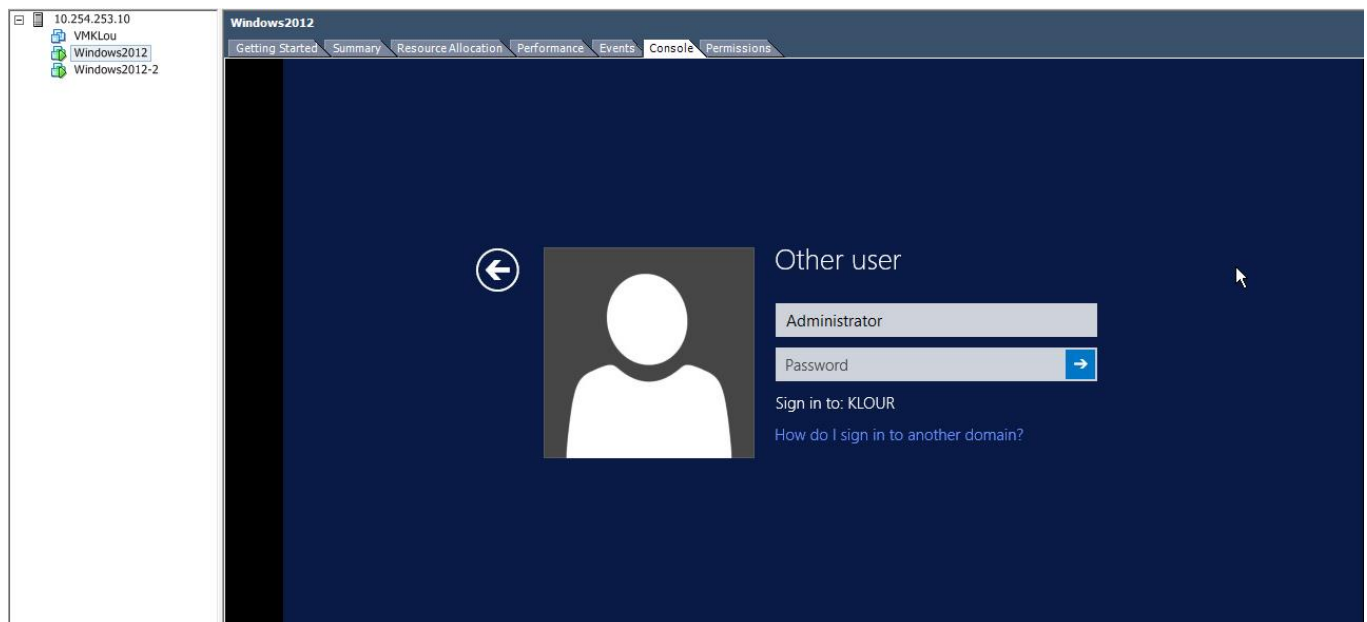 10.254.253.10
VMKLou
Windows2012
Windows2012-2
Windows2012
Getting Started Summary Resource Allocation Performance Events Console Permissions
Other user
Administrator
Password
Sign in to: KLOUR
How do I sign in to another domain?